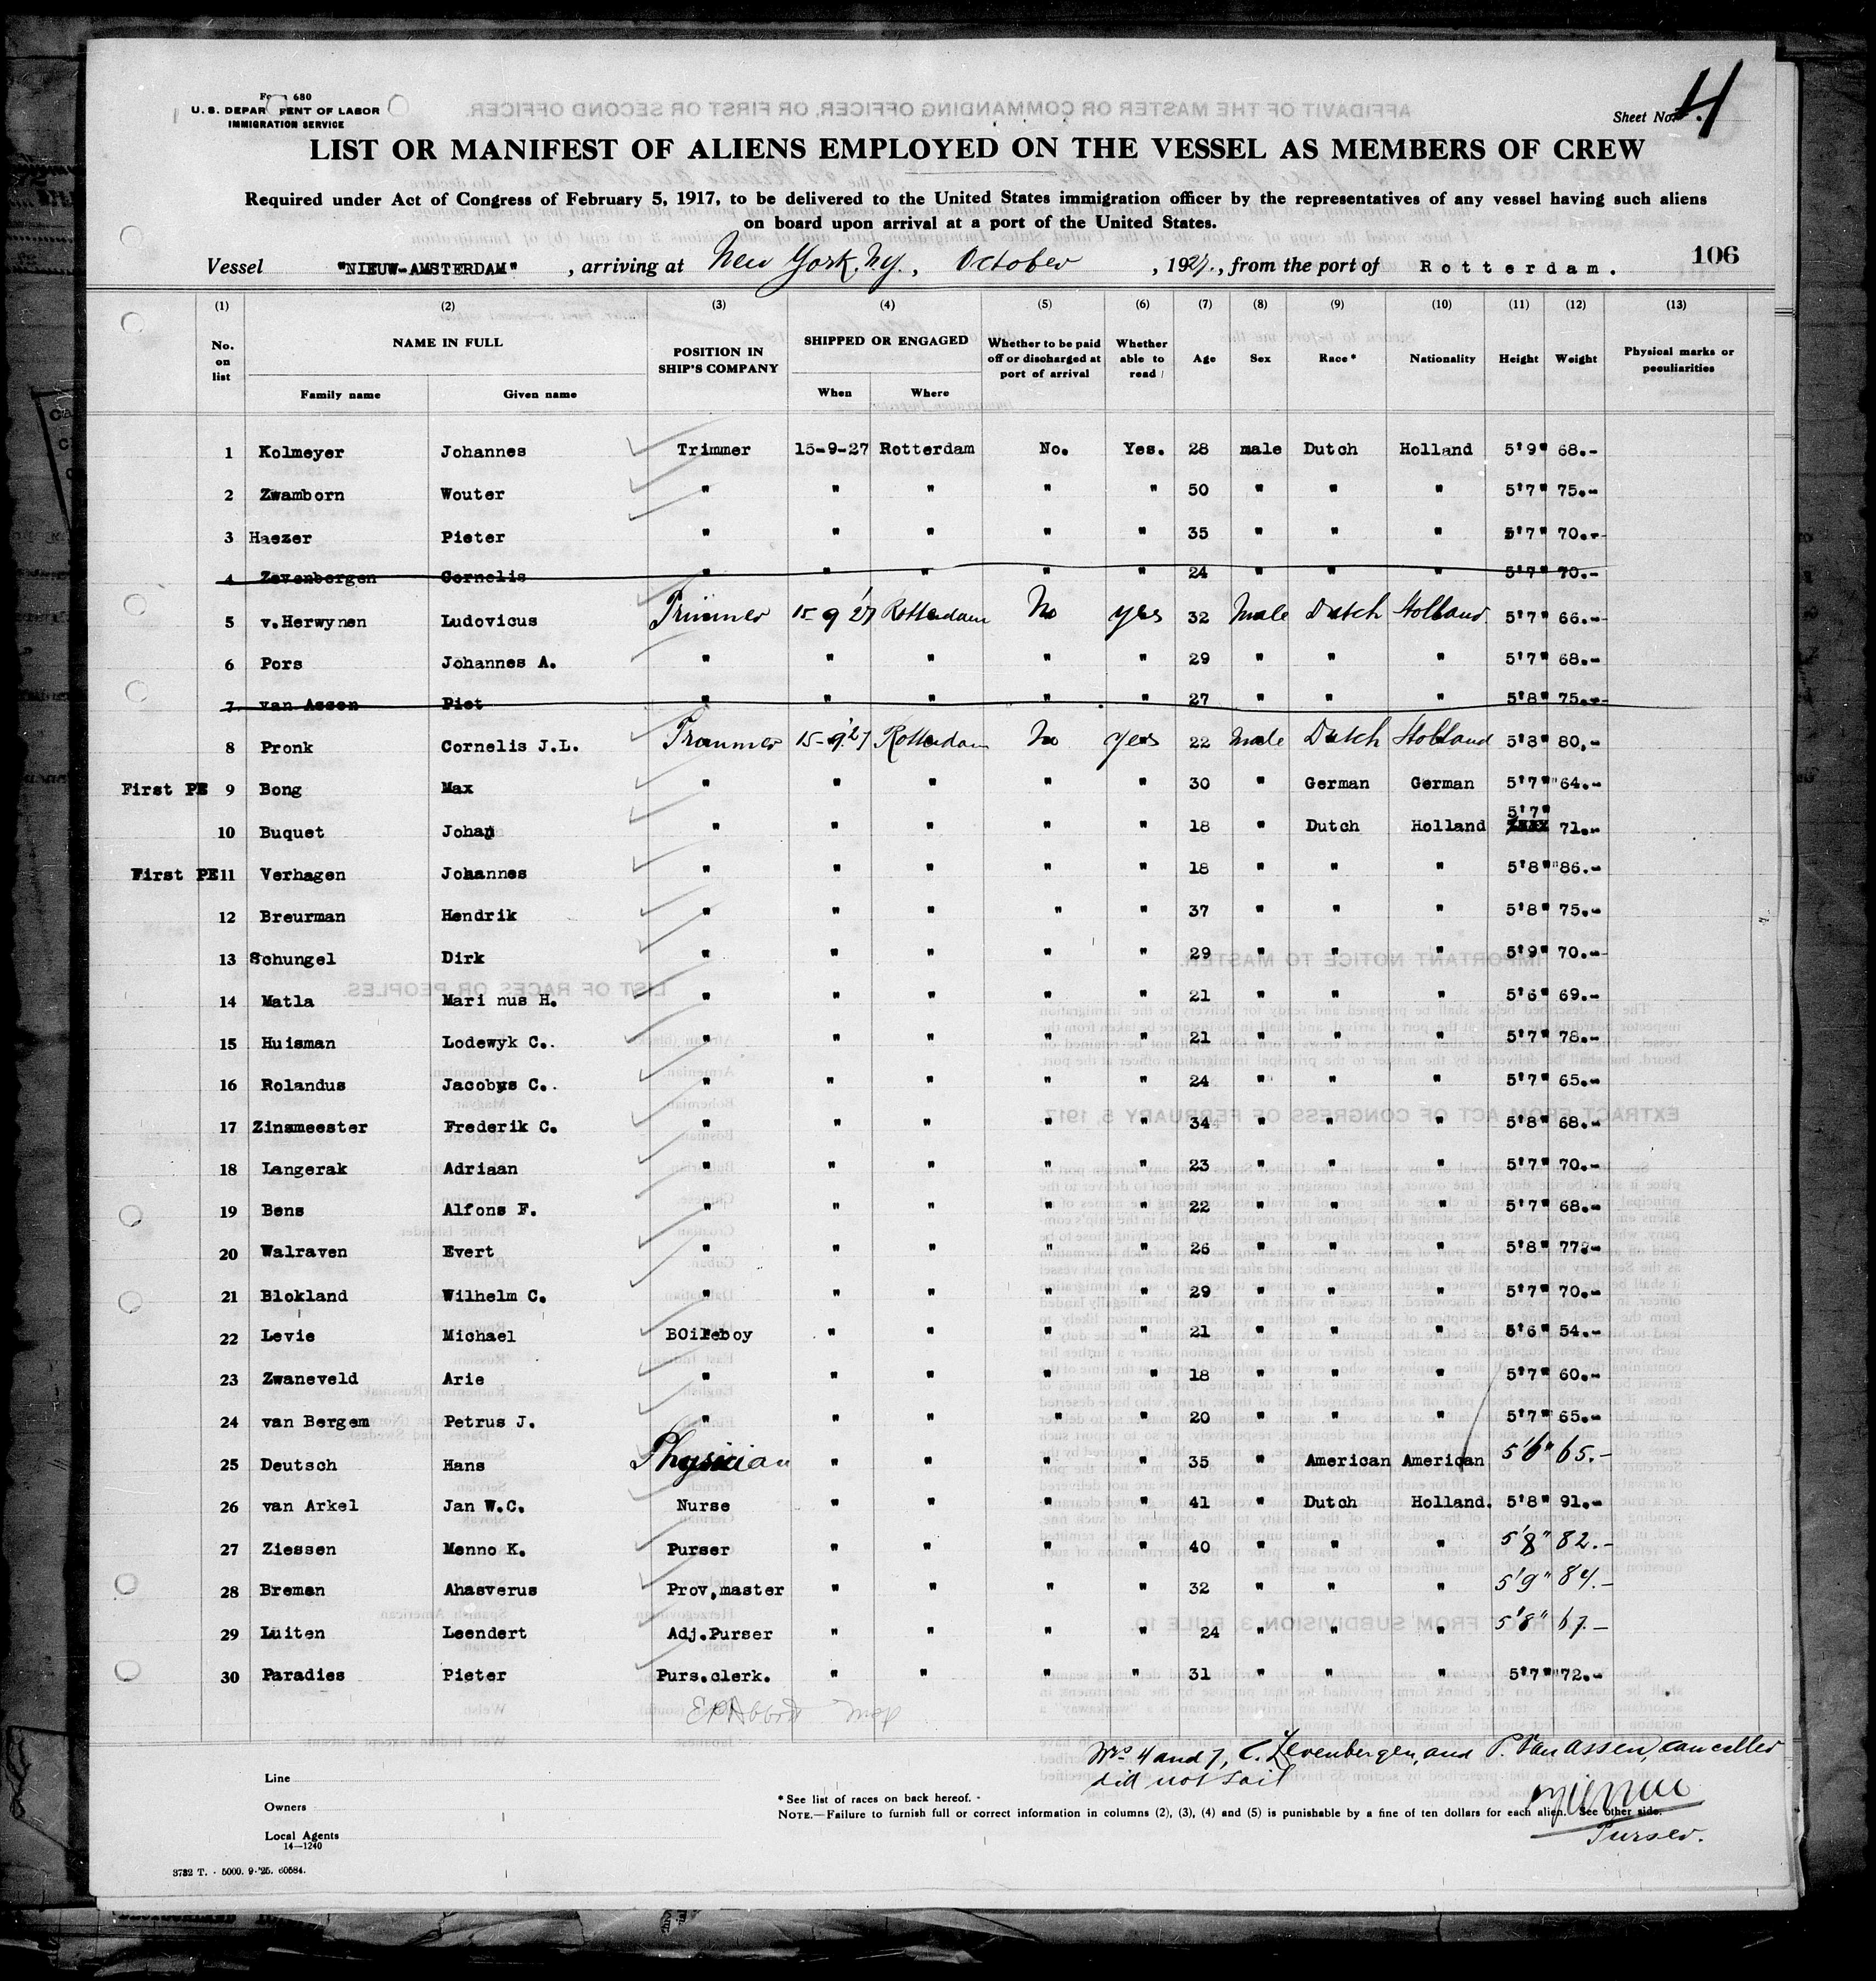 Form 680
U. S. DEPARTMENT OF LABOR
IMMIGRATION SERVICE
Sheet No. 4
LIST OR MANIFEST OF ALIENS EMPLOYED ON THE VESSEL AS MEMBERS OF CREW
Required under Act of Congress of February 5, 1917, to be delivered to the United States immigration officer by the representatives of any vessel having such aliens
on board upon arrival at a port of the United States.
106
Vessel "NIEUW-AMSTERDAM", arriving at New York, N.Y., October, 1927., from the port of Rotterdam.
(1) (2) (3) (4) (5) (6) (7) (8) (9) (10) (11) (12) (13)
No. on list NAME IN FULL POSITION IN SHIP'S COMPANY SHIPPED OR ENGAGED Whether to be paid off or discharged at port of arrival Whether able to read Age Sex Race* Nationality Height Weight Physical marks or peculiarities
Family name Given name When Where
1 Kolmeyer Johannes Trimmer 15-9-27 Rotterdam No. Yes. 28 male Dutch Holland 5'9" 68.-
2 Zwamborn Wouter " " " " " 50 " " " 5'7" 75.-
3 Haezer Pieter " " " " " 35 " " " 5'7" 70.-
4 Zevenbergen Cornelis " " " " " 24 " " " 5'7" 70.-
5 v.Herwynen Ludovicus Trimmer 15-9'27 Rotterdam No yes 32 Male Dutch Holland 5'7" 66.-
6 Pors Johannes A. " " " " " 29 " " " 5'7" 68.-
7. van Assen Piet " " " " " 27 " " " 5'8" 75.-
8 Pronk Cornelis J.L. Trimmer 15-9'27 Rotterdam No yes 22 Male Dutch Holland 5'8" 80.-
First PE 9 Bong Max " " " " " 30 " German German 5'7" 64.-
10 Buquet Johan " " " " " 18 " Dutch Holland 5'7" 71.-
First PE 11 Verhagen Johannes " " " " " 18 " " " 5'8" 86.-
12 Breurman Hendrik " " " " " 37 " " " 5'8" 75.-
13 Schungel Dirk " " " " " 29 " " " 5'9" 70.-
14 Matla Mari nus H. " " " " " 21 " " " 5'6" 69.-
15 Huisman Lodewyk C.. " " " " " 21 " " " 5'7" 78.-
16 Rolandus Jacobus C.. " " " " " 24 " " " 5'7" 65.-
17 Zinsmeester Frederik C. " " " " " 34 " " " 5'8" 68.-
18 Langerak Adriaan " " " " " 23 " " " 5'7" 70.-
19 Bens Alfons F. " " " " " 22 " " " 5'7" 68.-
20 Walraven Evert " " " " " 26 " " " 5'8" 77.-
21 Blokland Wilhelm C. " " " " " 29 " " " 5'7" 70.-
22 Levie Michael BOilreboy " " " " 21 " " " 5'6" 54.-
23 Zwaneveld Arie " " " " " 18 " " " 5'7" 60.-
24 van Bergem Petrus J. " " " " " 20 " " " 5'7" 65.-
25 Deutsch Hans Physician " " " " 35 " American American 5'6" 65.-
26 van Arkel Jan W.C. Nurse " " " " 41 " Dutch Holland. 5'8" 91.-
27 Ziessen Menno K. Purser " " " " 40 " " " 5'8" 82.-
28 Bremen Ahasverus Prov.master " " " " 32 " " " 5'9" 84.-
29 Luiten Leendert Adj.Purser " " " " 24 " " " 5'8" 67.-
30 Paradies Pieter Purs.clerk. " " " " 31 " " " 5'7" 72.-
Nrs 4 and 7, C. Zevenbergen, and P. Van Assen, cancelled
did not sail
Line
Owners
Local Agents
14—1240
* See list of races on back hereof.
NOTE.—Failure to furnish full or correct information in columns (2), (3), (4) and (5) is punishable by a fine of ten dollars for each alien. See other side.
Purser.
3732 T. - 5000. 9-'25. 60584.